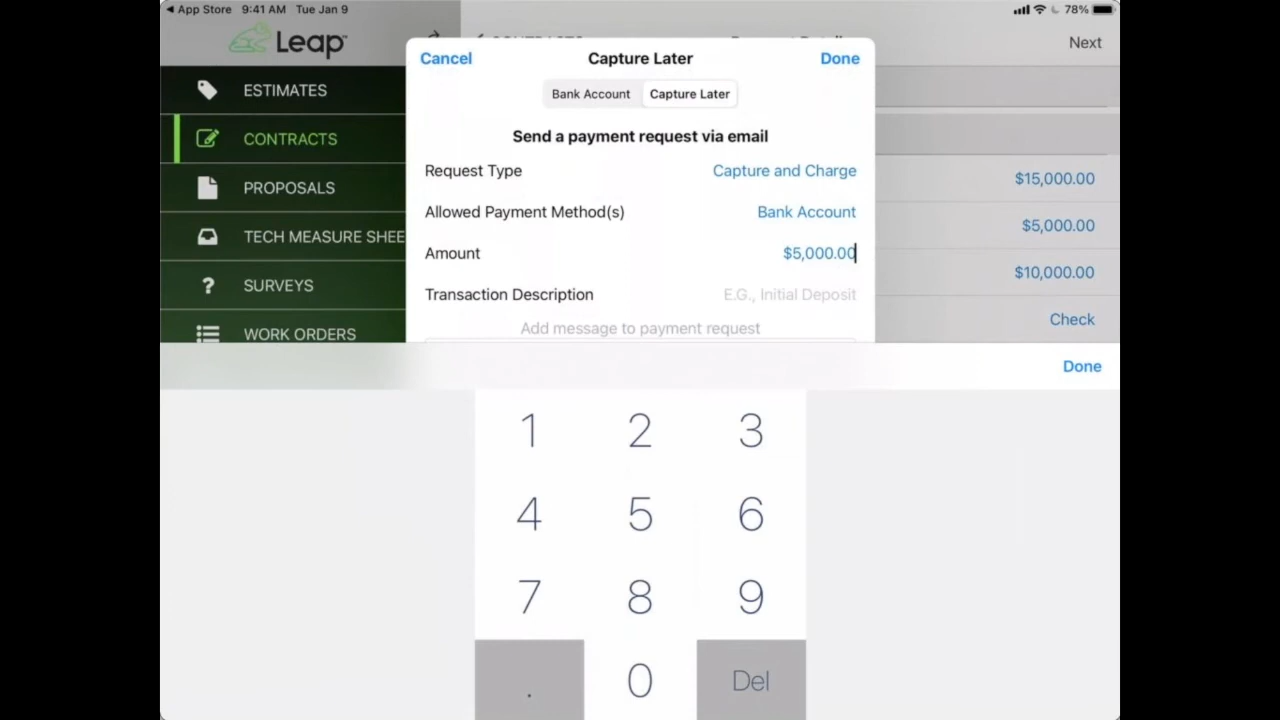 App Store 9:41 AM Tue Jan 9 78%
Leap™
Next
Cancel Capture Later Done
Bank Account Capture Later
ESTIMATES
CONTRACTS
PROPOSALS
TECH MEASURE SHEE
SURVEYS
WORK ORDERS
Send a payment request via email
Request Type Capture and Charge
Allowed Payment Method(s) Bank Account
Amount $5,000.00
Transaction Description E.G., Initial Deposit
Add message to payment request
$15,000.00
$5,000.00
$10,000.00
Check
Done
1 2 3
4 5 6
7 8 9
. 0 Del